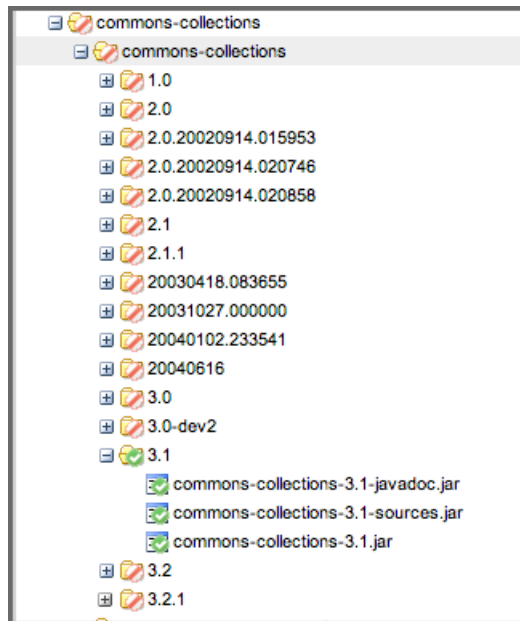 commons-collections
commons-collections
1.0
2.0
2.0.20020914.015953
2.0.20020914.020746
2.0.20020914.020858
2.1
2.1.1
20030418.083655
20031027.000000
20040102.233541
20040616
3.0
3.0-dev2
3.1
commons-collections-3.1-javadoc.jar
commons-collections-3.1-sources.jar
commons-collections-3.1.jar
3.2
3.2.1